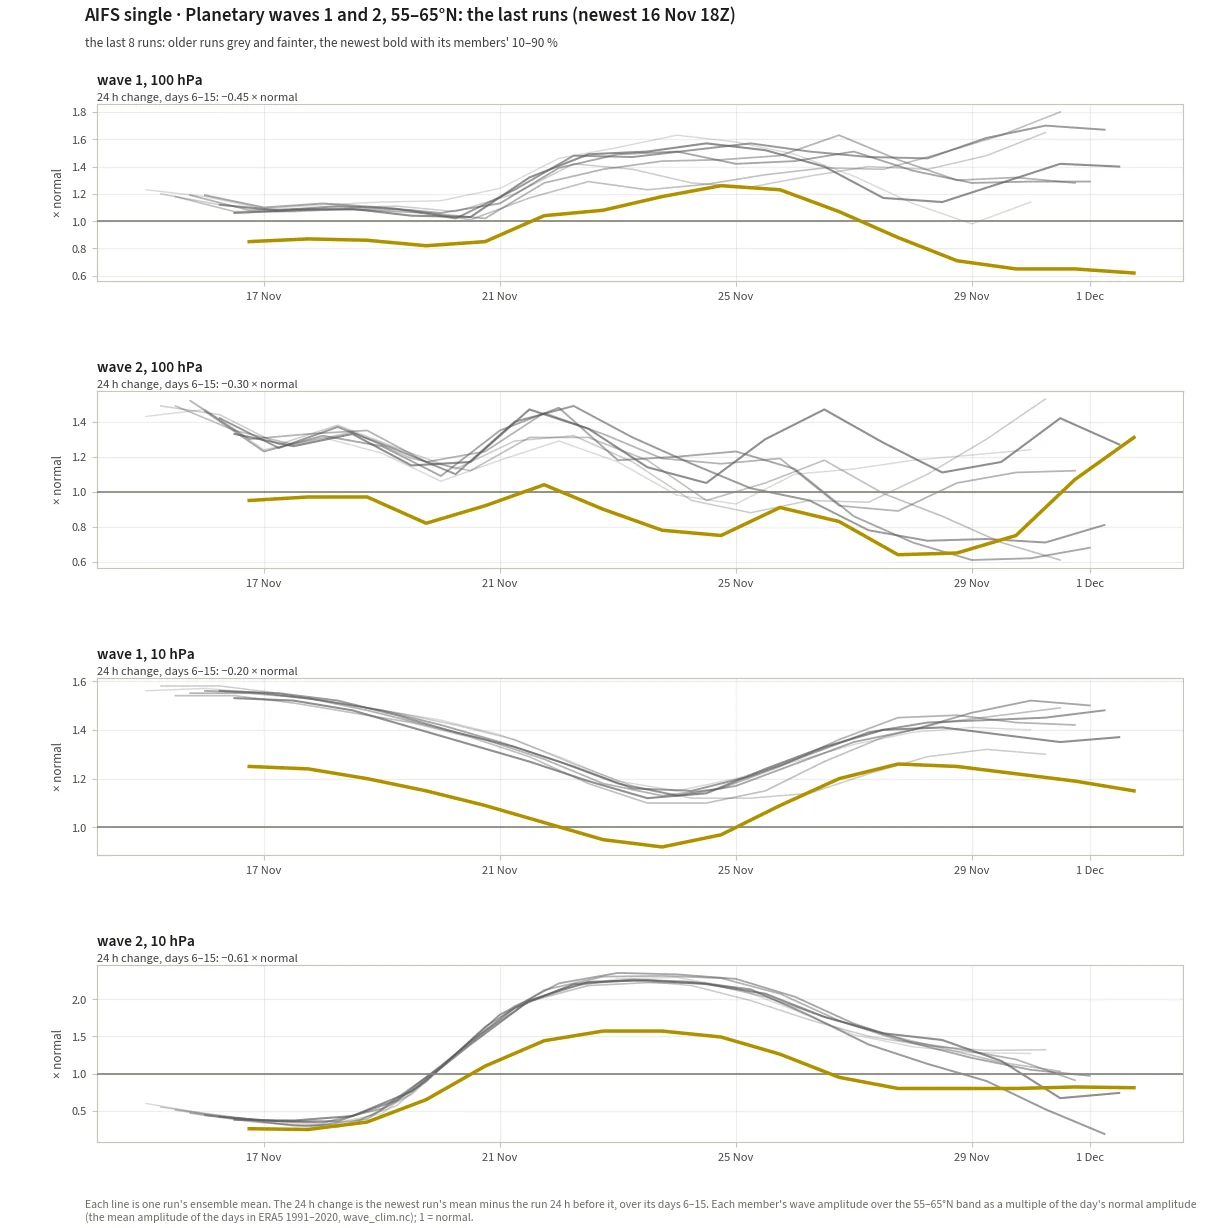 AIFS single · Planetary waves 1 and 2, 55–65°N: the last runs (newest 16 Nov 18Z)
the last 8 runs: older runs grey and fainter, the newest bold with its members' 10–90 %
wave 1, 100 hPa
24 h change, days 6–15: −0.45 × normal
1.8
1.6
1.4
1.2
1.0
0.8
0.6
× normal
17 Nov
21 Nov
25 Nov
29 Nov
1 Dec
wave 2, 100 hPa
24 h change, days 6–15: −0.30 × normal
1.4
1.2
1.0
0.8
0.6
× normal
17 Nov
21 Nov
25 Nov
29 Nov
1 Dec
wave 1, 10 hPa
24 h change, days 6–15: −0.20 × normal
1.6
1.4
1.2
1.0
× normal
17 Nov
21 Nov
25 Nov
29 Nov
1 Dec
wave 2, 10 hPa
24 h change, days 6–15: −0.61 × normal
2.0
1.5
1.0
0.5
× normal
17 Nov
21 Nov
25 Nov
29 Nov
1 Dec
Each line is one run's ensemble mean. The 24 h change is the newest run's mean minus the run 24 h before it, over its days 6–15. Each member's wave amplitude over the 55–65°N band as a multiple of the day's normal amplitude
(the mean amplitude of the days in ERA5 1991–2020, wave_clim.nc); 1 = normal.